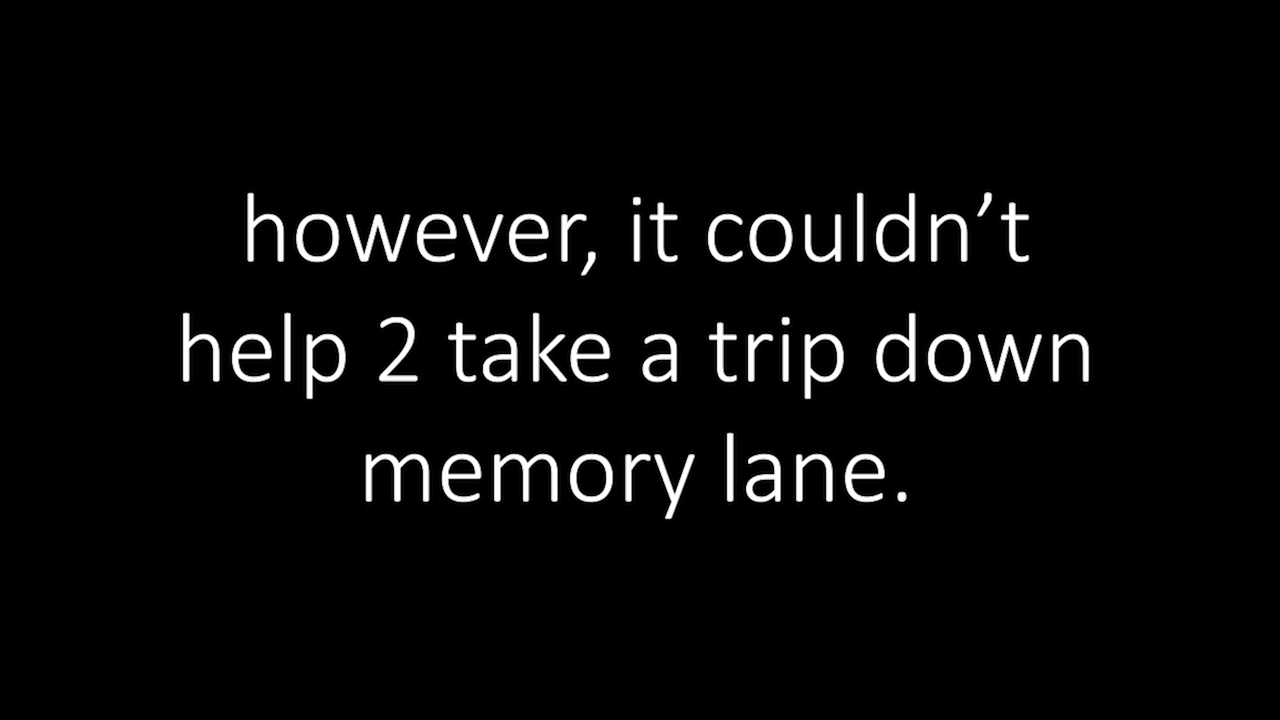 however, it couldn’t
help 2 take a trip down
memory lane.